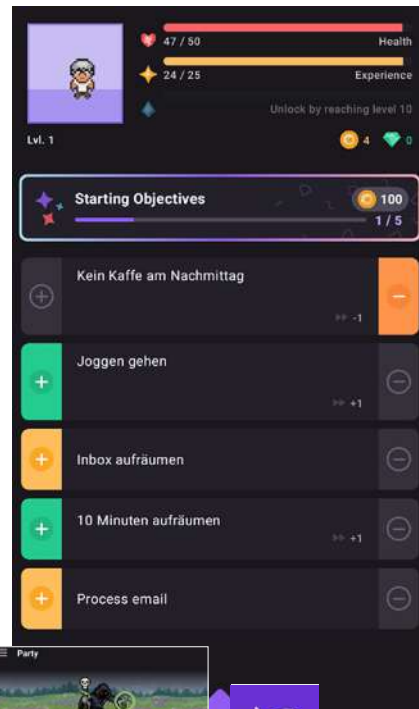 47 / 50 Health
24 / 25 Experience
Unlock by reaching level 10
Lvl. 1 4 0
Starting Objectives 100
1 / 5
Kein Kaffe am Nachmittag
-1
Joggen gehen
+1
Inbox aufräumen
10 Minuten aufräumen
+1
Process email
Party